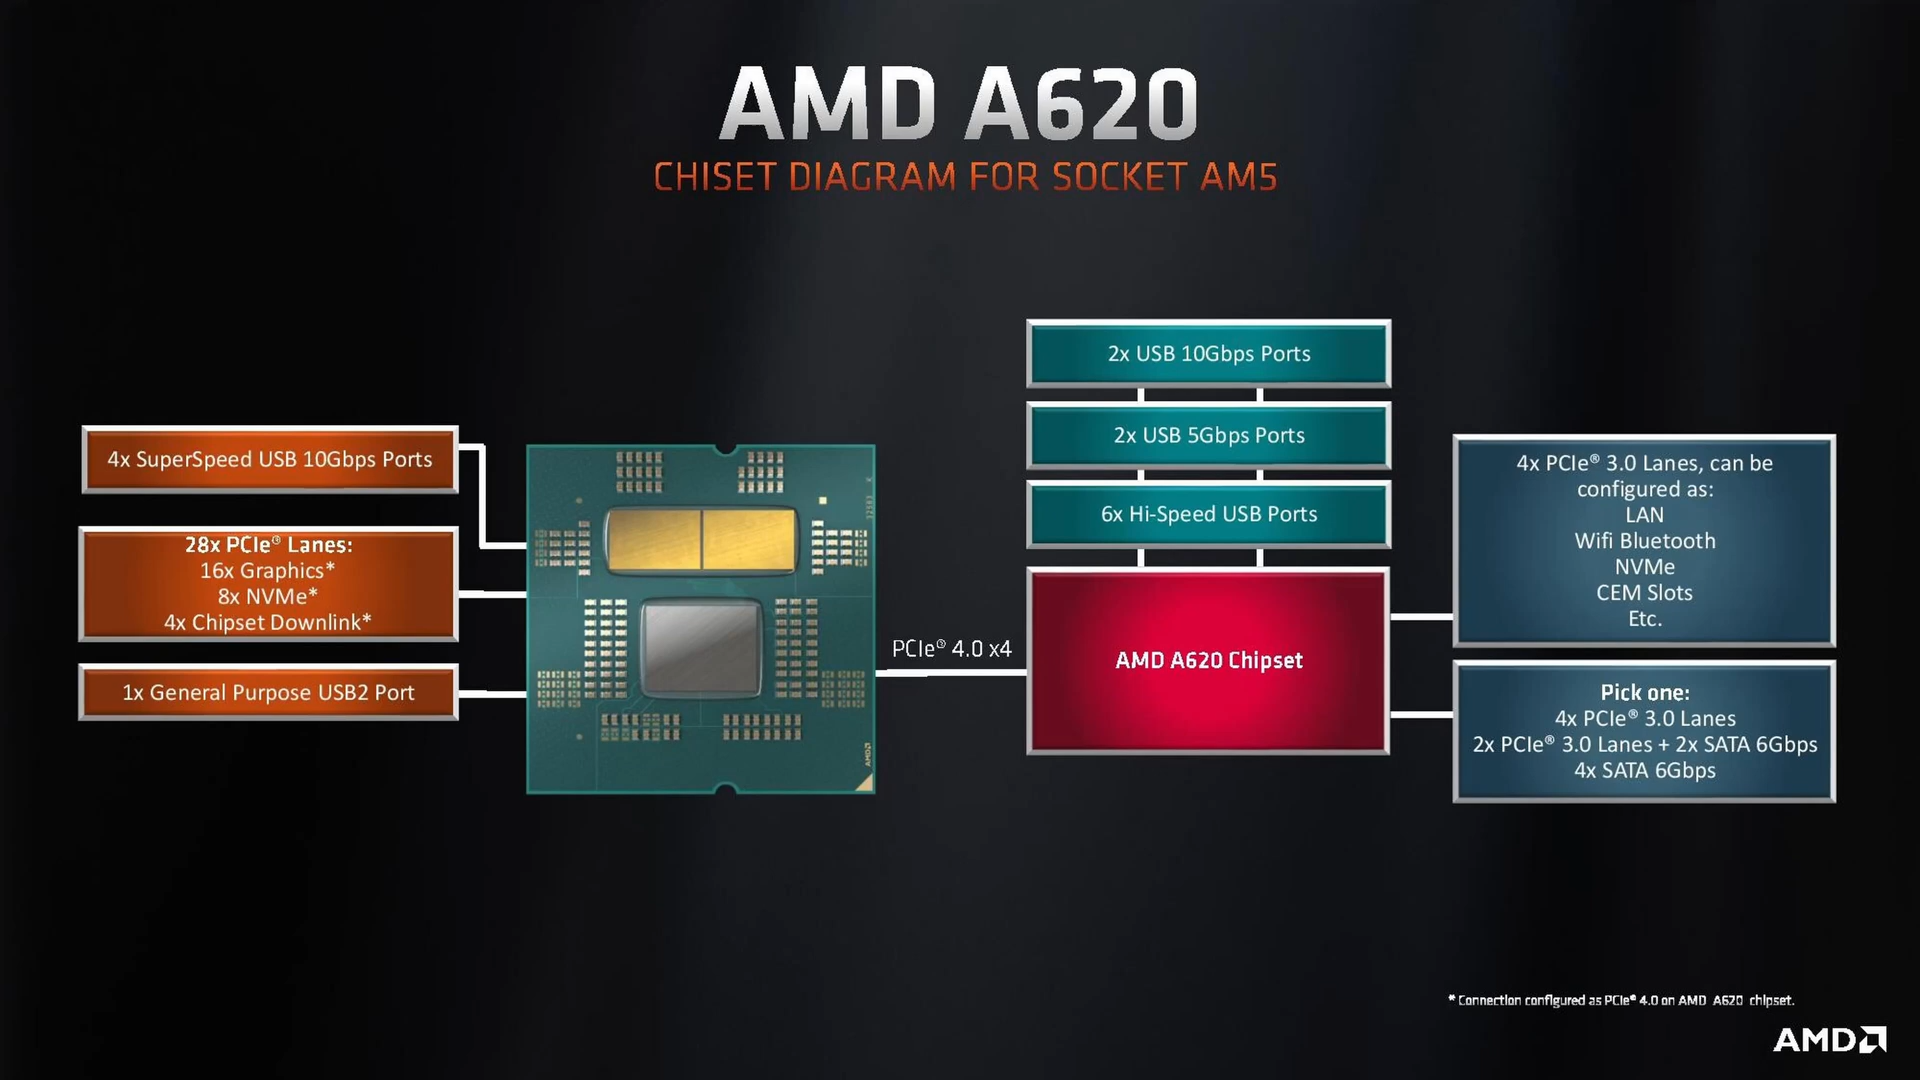 AMD A620
CHISET DIAGRAM FOR SOCKET AM5
4x SuperSpeed USB 10Gbps Ports
28x PCIe® Lanes:
16x Graphics*
8x NVMe*
4x Chipset Downlink*
1x General Purpose USB2 Port
AMD
PCIe® 4.0 x4
2x USB 10Gbps Ports
2x USB 5Gbps Ports
6x Hi-Speed USB Ports
AMD A620 Chipset
4x PCIe® 3.0 Lanes, can be
configured as:
LAN
Wifi Bluetooth
NVMe
CEM Slots
Etc.
Pick one:
4x PCIe® 3.0 Lanes
2x PCIe® 3.0 Lanes + 2x SATA 6Gbps
4x SATA 6Gbps
* Connection configured as PCIe® 4.0 on AMD A620 chipset.
AMD